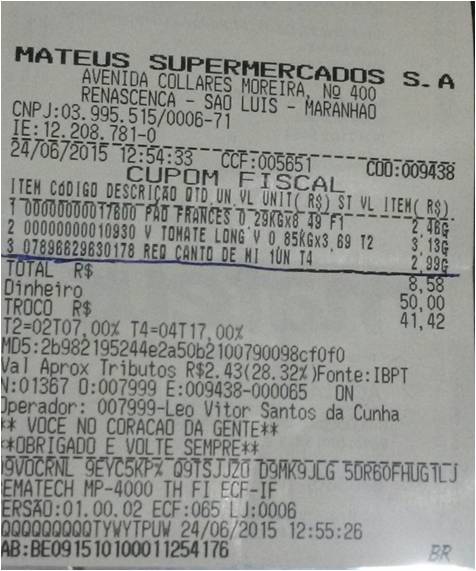 MATEUS SUPERMERCADOS S.A
AVENIDA COLLARES MOREIRA, Nº 400
RENASCENCA - SAO LUIS - MARANHAO
CNPJ:03.995.515/0006-71
IE:12.208.781-0
24/06/2015 12:54:33 CCF:005651 COO:009438
CUPOM FISCAL
ITEM CÓDIGO DESCRIÇÃO QTD.UN.VL UNIT( R$) ST VL ITEM( R$)
1 00000000017600 PAO FRANCES 0,29KGx8,49 F1 2,46G
2 00000000010930 V TOMATE LONG V 0,85KGx3,69 T2 3,13G
3 07896629630178 REQ CANTO DE MI 1UN T4 2,99G
TOTAL R$ 8,58
Dinheiro 50,00
TROCO R$ 41,42
T2=02T07,00% T4=04T17,00%
MD5:2b982195244e2a50b2100790098cf0f0
Val Aprox Tributos R$2.43(28.32%)Fonte:IBPT
N:01367 O:007999 E:009438-000065 DN
Operador: 007999-Leo Vitor Santos da Cunha
** VOCE NO CORACAO DA GENTE**
**OBRIGADO E VOLTE SEMPRE**
9EYC5KP% Q9TSJJZO D9MK9JLG 5DR6OFHUG1LJ
EMATECH MP-4000 TH FI ECF-IF
ERSÃO:01.00.02 ECF:065 LJ:0006
QQQQQQQQQTYWYTPUW 24/06/2015 12:55:26
AB:BE091510100011254176 BR